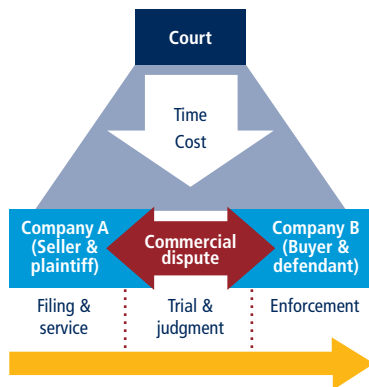 Court
Time
Cost
Company A
(Seller &
plaintiff)
Commercial
dispute
Company B
(Buyer &
defendant)
Filing &
service
Trial &
judgment
Enforcement